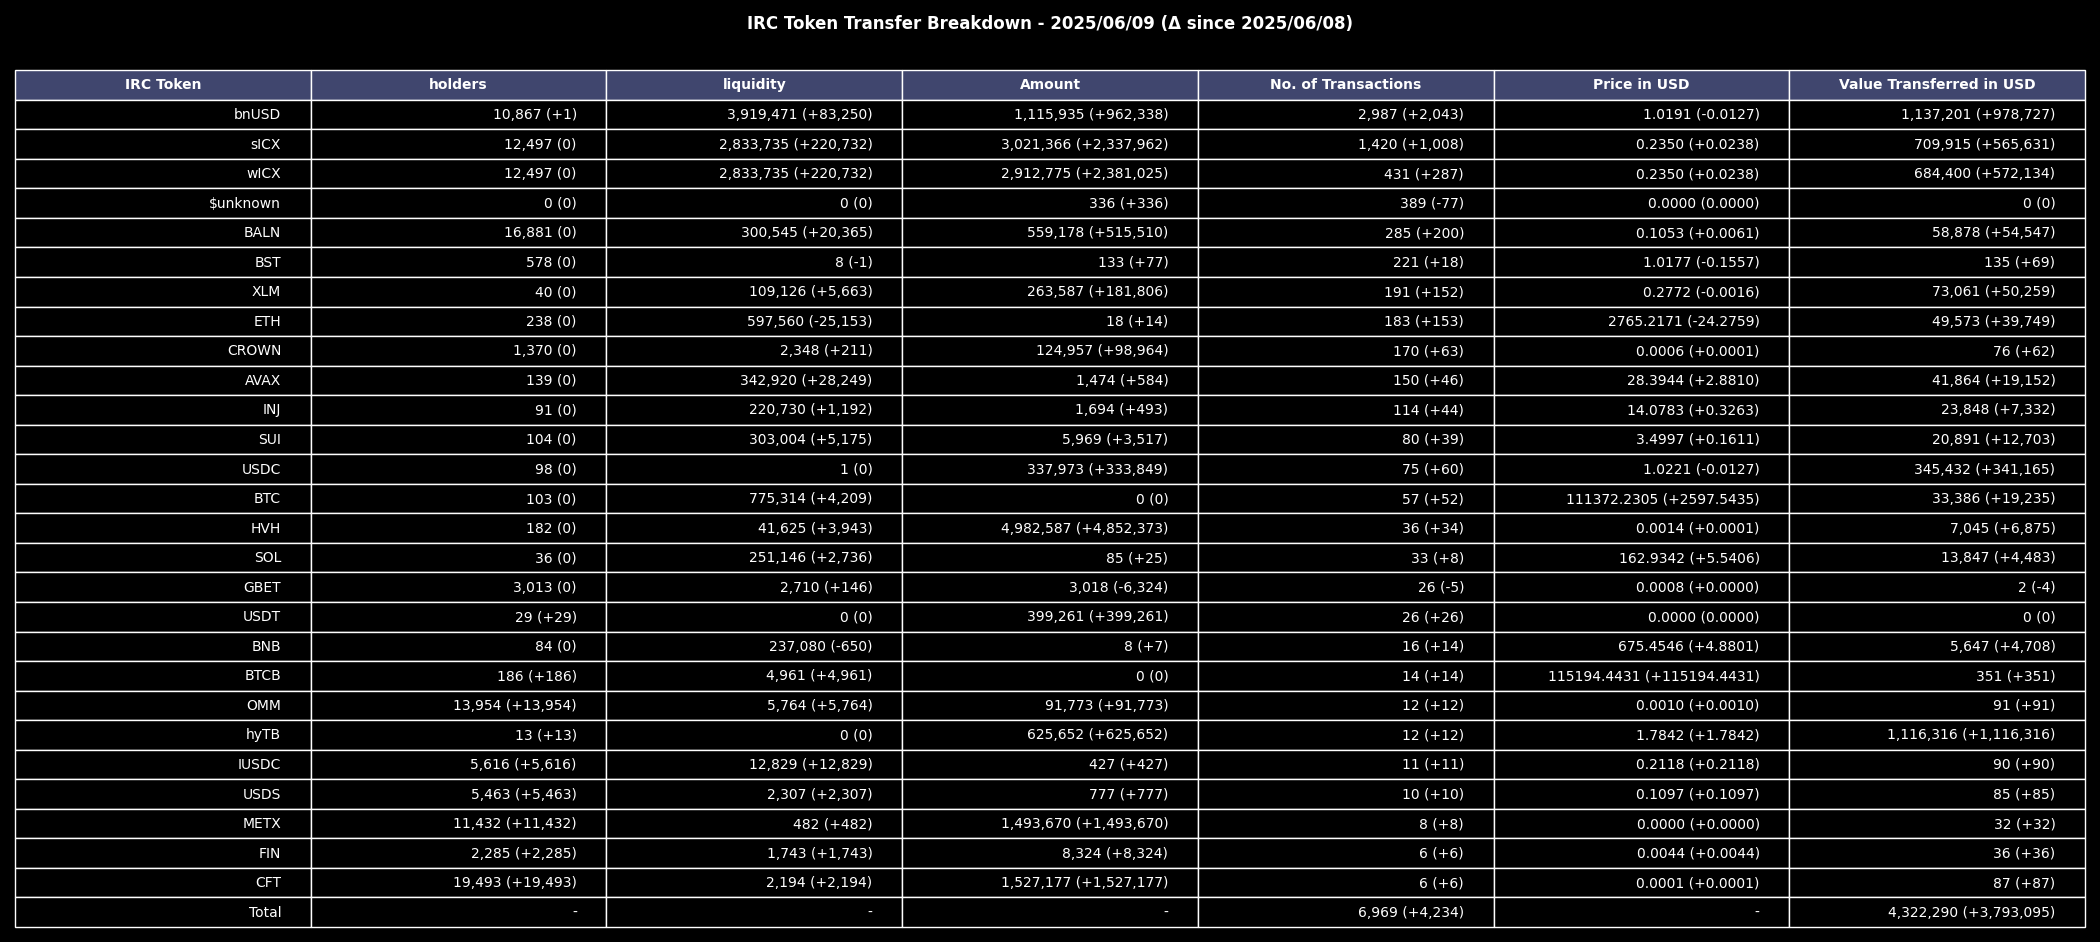 IRC Token Transfer Breakdown - 2025/06/09 (Δ since 2025/06/08)
IRC Token holders liquidity Amount No. of Transactions Price in USD Value Transferred in USD
bnUSD 10,867 (+1) 3,919,471 (+83,250) 1,115,935 (+962,338) 2,987 (+2,043) 1.0191 (-0.0127) 1,137,201 (+978,727)
sICX 12,497 (0) 2,833,735 (+220,732) 3,021,366 (+2,337,962) 1,420 (+1,008) 0.2350 (+0.0238) 709,915 (+565,631)
wICX 12,497 (0) 2,833,735 (+220,732) 2,912,775 (+2,381,025) 431 (+287) 0.2350 (+0.0238) 684,400 (+572,134)
$unknown 0 (0) 0 (0) 336 (+336) 389 (-77) 0.0000 (0.0000) 0 (0)
BALN 16,881 (0) 300,545 (+20,365) 559,178 (+515,510) 285 (+200) 0.1053 (+0.0061) 58,878 (+54,547)
BST 578 (0) 8 (-1) 133 (+77) 221 (+18) 1.0177 (-0.1557) 135 (+69)
XLM 40 (0) 109,126 (+5,663) 263,587 (+181,806) 191 (+152) 0.2772 (-0.0016) 73,061 (+50,259)
ETH 238 (0) 597,560 (-25,153) 18 (+14) 183 (+153) 2765.2171 (-24.2759) 49,573 (+39,749)
CROWN 1,370 (0) 2,348 (+211) 124,957 (+98,964) 170 (+63) 0.0006 (+0.0001) 76 (+62)
AVAX 139 (0) 342,920 (+28,249) 1,474 (+584) 150 (+46) 28.3944 (+2.8810) 41,864 (+19,152)
INJ 91 (0) 220,730 (+1,192) 1,694 (+493) 114 (+44) 14.0783 (+0.3263) 23,848 (+7,332)
SUI 104 (0) 303,004 (+5,175) 5,969 (+3,517) 80 (+39) 3.4997 (+0.1611) 20,891 (+12,703)
USDC 98 (0) 1 (0) 337,973 (+333,849) 75 (+60) 1.0221 (-0.0127) 345,432 (+341,165)
BTC 103 (0) 775,314 (+4,209) 0 (0) 57 (+52) 111372.2305 (+2597.5435) 33,386 (+19,235)
HVH 182 (0) 41,625 (+3,943) 4,982,587 (+4,852,373) 36 (+34) 0.0014 (+0.0001) 7,045 (+6,875)
SOL 36 (0) 251,146 (+2,736) 85 (+25) 33 (+8) 162.9342 (+5.5406) 13,847 (+4,483)
GBET 3,013 (0) 2,710 (+146) 3,018 (-6,324) 26 (-5) 0.0008 (+0.0000) 2 (-4)
USDT 29 (+29) 0 (0) 399,261 (+399,261) 26 (+26) 0.0000 (0.0000) 0 (0)
BNB 84 (0) 237,080 (-650) 8 (+7) 16 (+14) 675.4546 (+4.8801) 5,647 (+4,708)
BTCB 186 (+186) 4,961 (+4,961) 0 (0) 14 (+14) 115194.4431 (+115194.4431) 351 (+351)
OMM 13,954 (+13,954) 5,764 (+5,764) 91,773 (+91,773) 12 (+12) 0.0010 (+0.0010) 91 (+91)
hyTB 13 (+13) 0 (0) 625,652 (+625,652) 12 (+12) 1.7842 (+1.7842) 1,116,316 (+1,116,316)
IUSDC 5,616 (+5,616) 12,829 (+12,829) 427 (+427) 11 (+11) 0.2118 (+0.2118) 90 (+90)
USDS 5,463 (+5,463) 2,307 (+2,307) 777 (+777) 10 (+10) 0.1097 (+0.1097) 85 (+85)
METX 11,432 (+11,432) 482 (+482) 1,493,670 (+1,493,670) 8 (+8) 0.0000 (+0.0000) 32 (+32)
FIN 2,285 (+2,285) 1,743 (+1,743) 8,324 (+8,324) 6 (+6) 0.0044 (+0.0044) 36 (+36)
CFT 19,493 (+19,493) 2,194 (+2,194) 1,527,177 (+1,527,177) 6 (+6) 0.0001 (+0.0001) 87 (+87)
Total - - - 6,969 (+4,234) - 4,322,290 (+3,793,095)